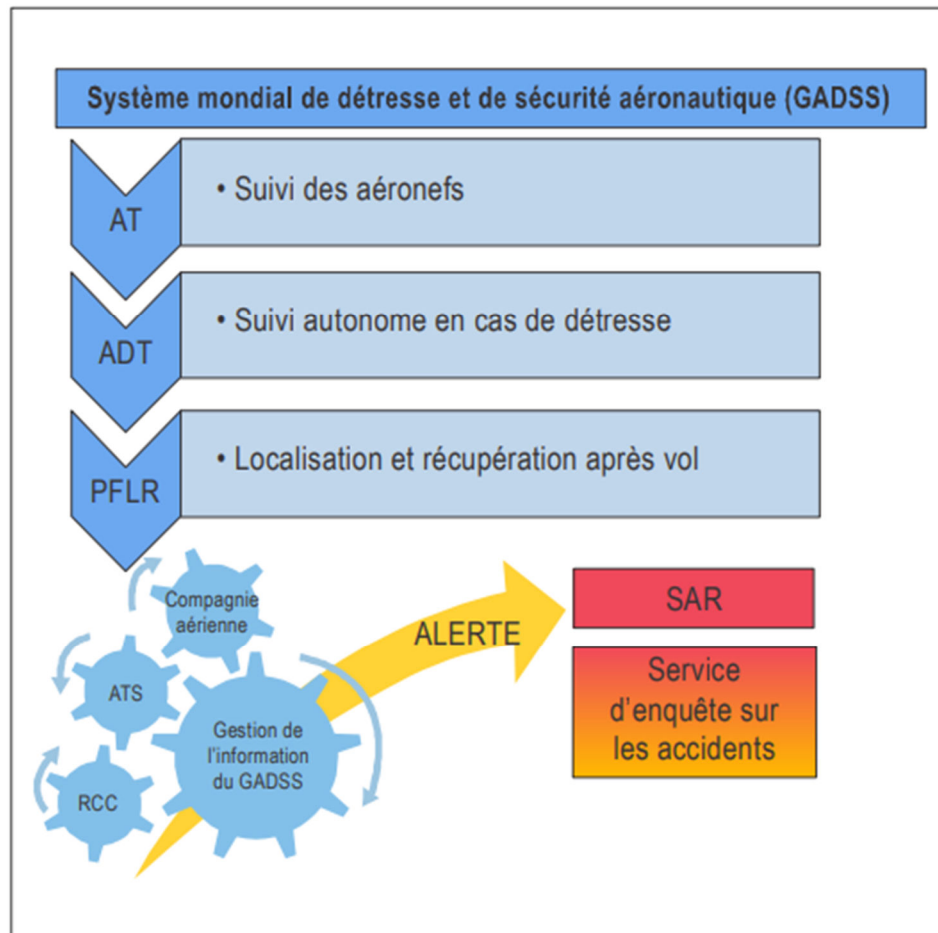 Système mondial de détresse et de sécurité aéronautique (GADSS)
AT
• Suivi des aéronefs
ADT
• Suivi autonome en cas de détresse
PFLR
• Localisation et récupération après vol
Compagnie
aérienne
ATS
RCC
Gestion de
l'information
du GADSS
ALERTE
SAR
Service
d'enquête sur
les accidents